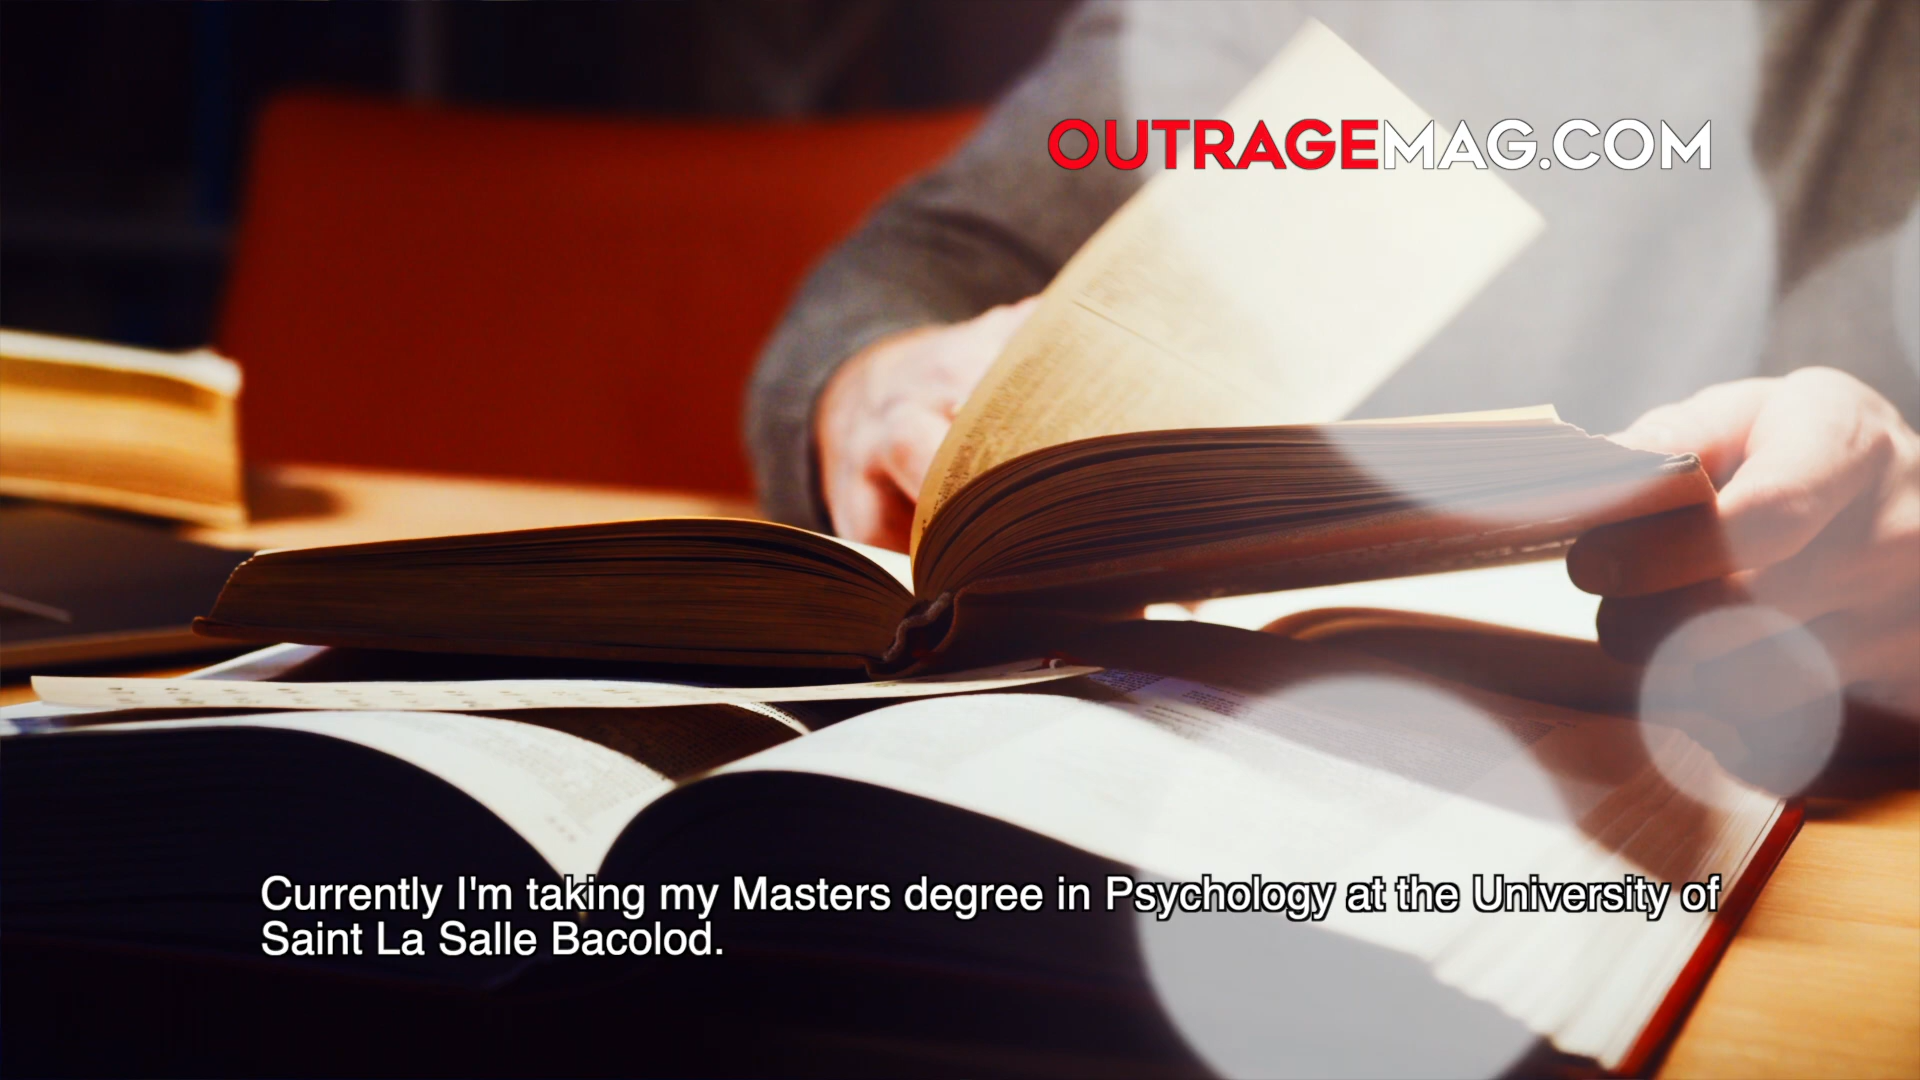 OUTRAGEMAG.COM
Currently I'm taking my Masters degree in Psychology at the University of
Saint La Salle Bacolod.